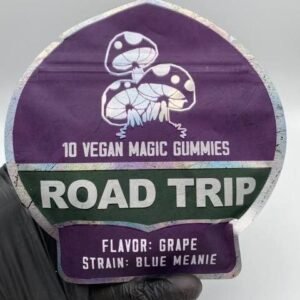 10 VEGAN MAGIC GUMMIES
ROAD TRIP
FLAVOR: GRAPE
STRAIN: BLUE MEANIE